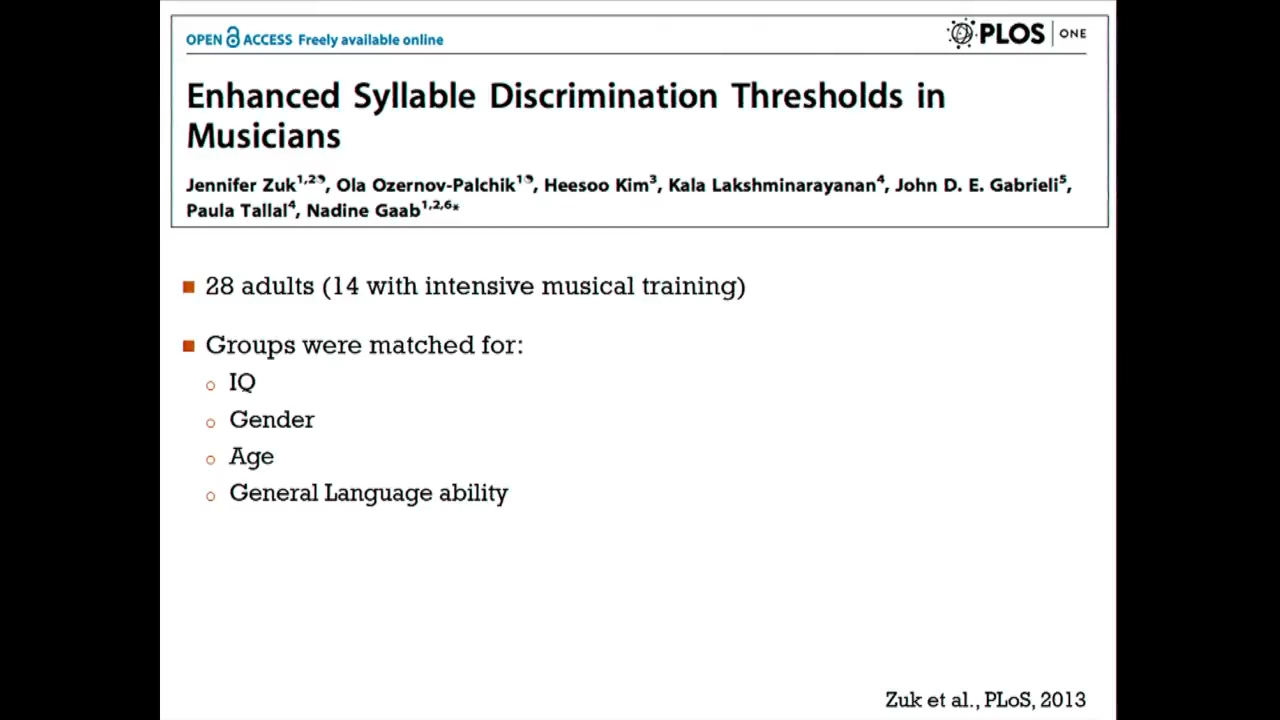 OPEN ACCESS Freely available online
PLOS ONE
Enhanced Syllable Discrimination Thresholds in
Musicians
Jennifer Zuk1,2, Ola Ozernov-Palchik1, Heesoo Kim3, Kala Lakshminarayanan4, John D. E. Gabrieli5,
Paula Tallal4, Nadine Gaab1,2,6*
28 adults (14 with intensive musical training)
Groups were matched for:
IQ
Gender
Age
General Language ability
Zuk et al., PLoS, 2013